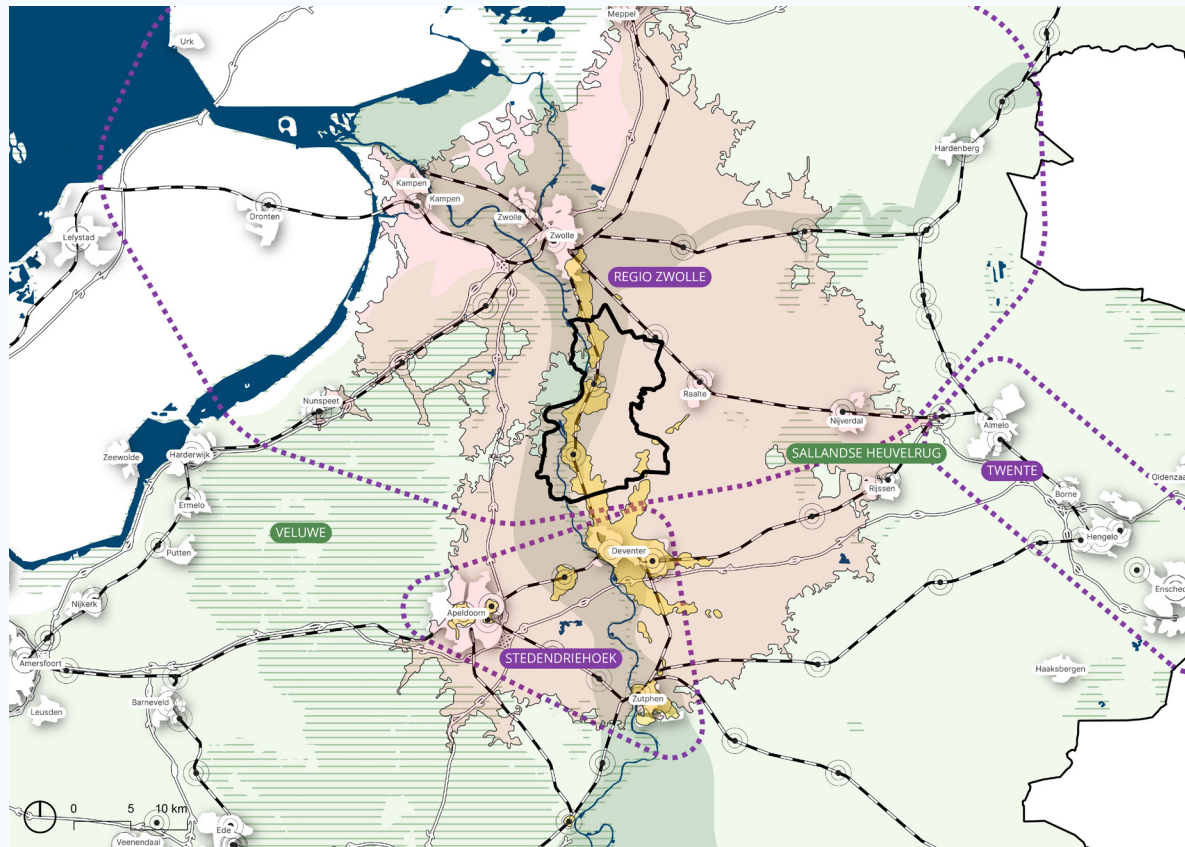 Meppel
Urk
Hardenberg
Kampen
Kampen
Dronten
Zwolle
Zwolle
Lelystad
REGIO ZWOLLE
Raalte
Nunspeet
Nijverdal
Almelo
Zeewolde
Harderwijk
SALLANDSE HEUVELRUG
TWENTE
Oldenzaa
Rijssen
Borne
Ermelo
VELUWE
Hengelo
Putten
Deventer
Ensched
Nijkerk
Apeldoorn
STEDENDRIEHOEK
Amersfoort
Haaksbergen
Zutphen
Barneveld
Leusden
0 5 10 km
Ede
Veenendaal